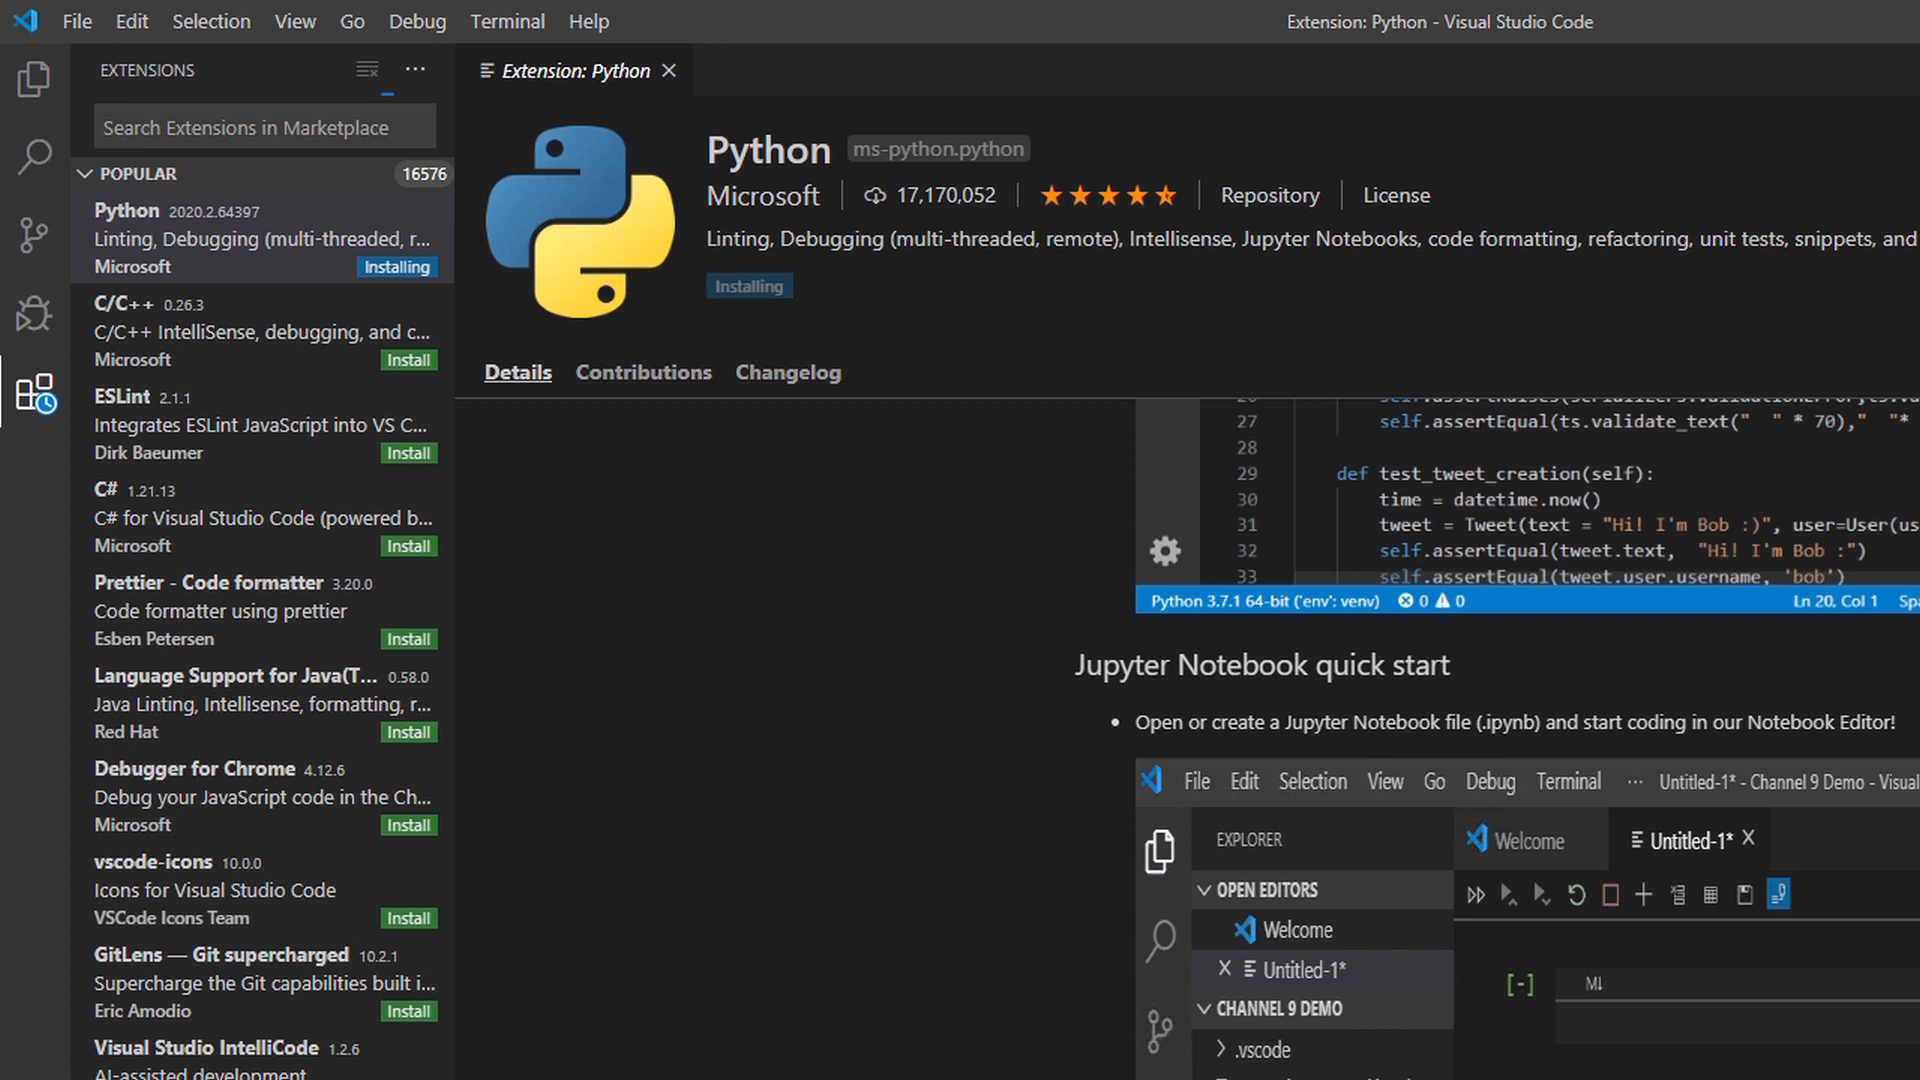 File Edit Selection View Go Debug Terminal Help
Extension: Python - Visual Studio Code
EXTENSIONS
Search Extensions in Marketplace
POPULAR 16576
Python 2020.2.64397
Linting, Debugging (multi-threaded, r...
Microsoft Installing
C/C++ 0.26.3
C/C++ IntelliSense, debugging, and c...
Microsoft Install
ESLint 2.1.1
Integrates ESLint JavaScript into VS C...
Dirk Baeumer Install
C# 1.21.13
C# for Visual Studio Code (powered b...
Microsoft Install
Prettier - Code formatter 3.20.0
Code formatter using prettier
Esben Petersen Install
Language Support for Java(T... 0.58.0
Java Linting, Intellisense, formatting, r...
Red Hat Install
Debugger for Chrome 4.12.6
Debug your JavaScript code in the Ch...
Microsoft Install
vscode-icons 10.0.0
Icons for Visual Studio Code
VSCode Icons Team Install
GitLens — Git supercharged 10.2.1
Supercharge the Git capabilities built i...
Eric Amodio Install
Visual Studio IntelliCode 1.2.6
AI-assisted development
Extension: Python
Python ms-python.python
Microsoft 17,170,052 Repository License
Linting, Debugging (multi-threaded, remote), Intellisense, Jupyter Notebooks, code formatting, refactoring, unit tests, snippets, and
Installing
Details Contributions Changelog
27 self.assertEqual(ts.validate_text("  " * 70),"  "*
28
29 def test_tweet_creation(self):
30 time = datetime.now()
31 tweet = Tweet(text = "Hi! I'm Bob :)", user=User(us
32 self.assertEqual(tweet.text, "Hi! I'm Bob :")
33 self.assertEqual(tweet.user.username, 'bob')
Python 3.7.1 64-bit ('env': venv) 0 0 Ln 20, Col 1 Spa
Jupyter Notebook quick start
• Open or create a Jupyter Notebook file (.ipynb) and start coding in our Notebook Editor!
File Edit Selection View Go Debug Terminal ··· Untitled-1* - Channel 9 Demo - Visual
EXPLORER
Welcome Untitled-1*
OPEN EDITORS
Welcome
Untitled-1*
CHANNEL 9 DEMO
.vscode
[-] M↓